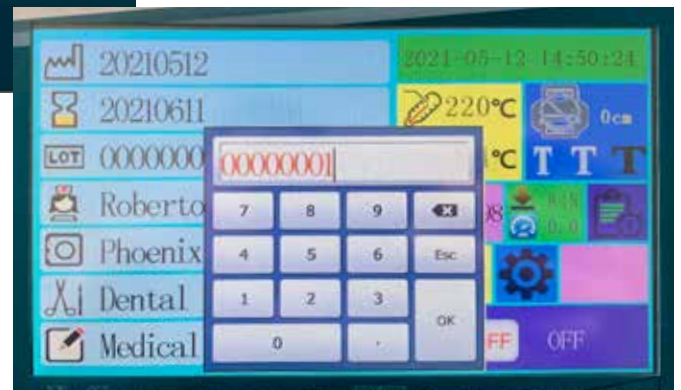 20210512
2021-05-12 14:50:24
20210611
220°C
0cm
LOT 0000000
00000001
°C
T T T
Roberto
7 8 9
Phoenix
4 5 6 Esc
Dental
1 2 3
OK
Medical
0 .
FF OFF